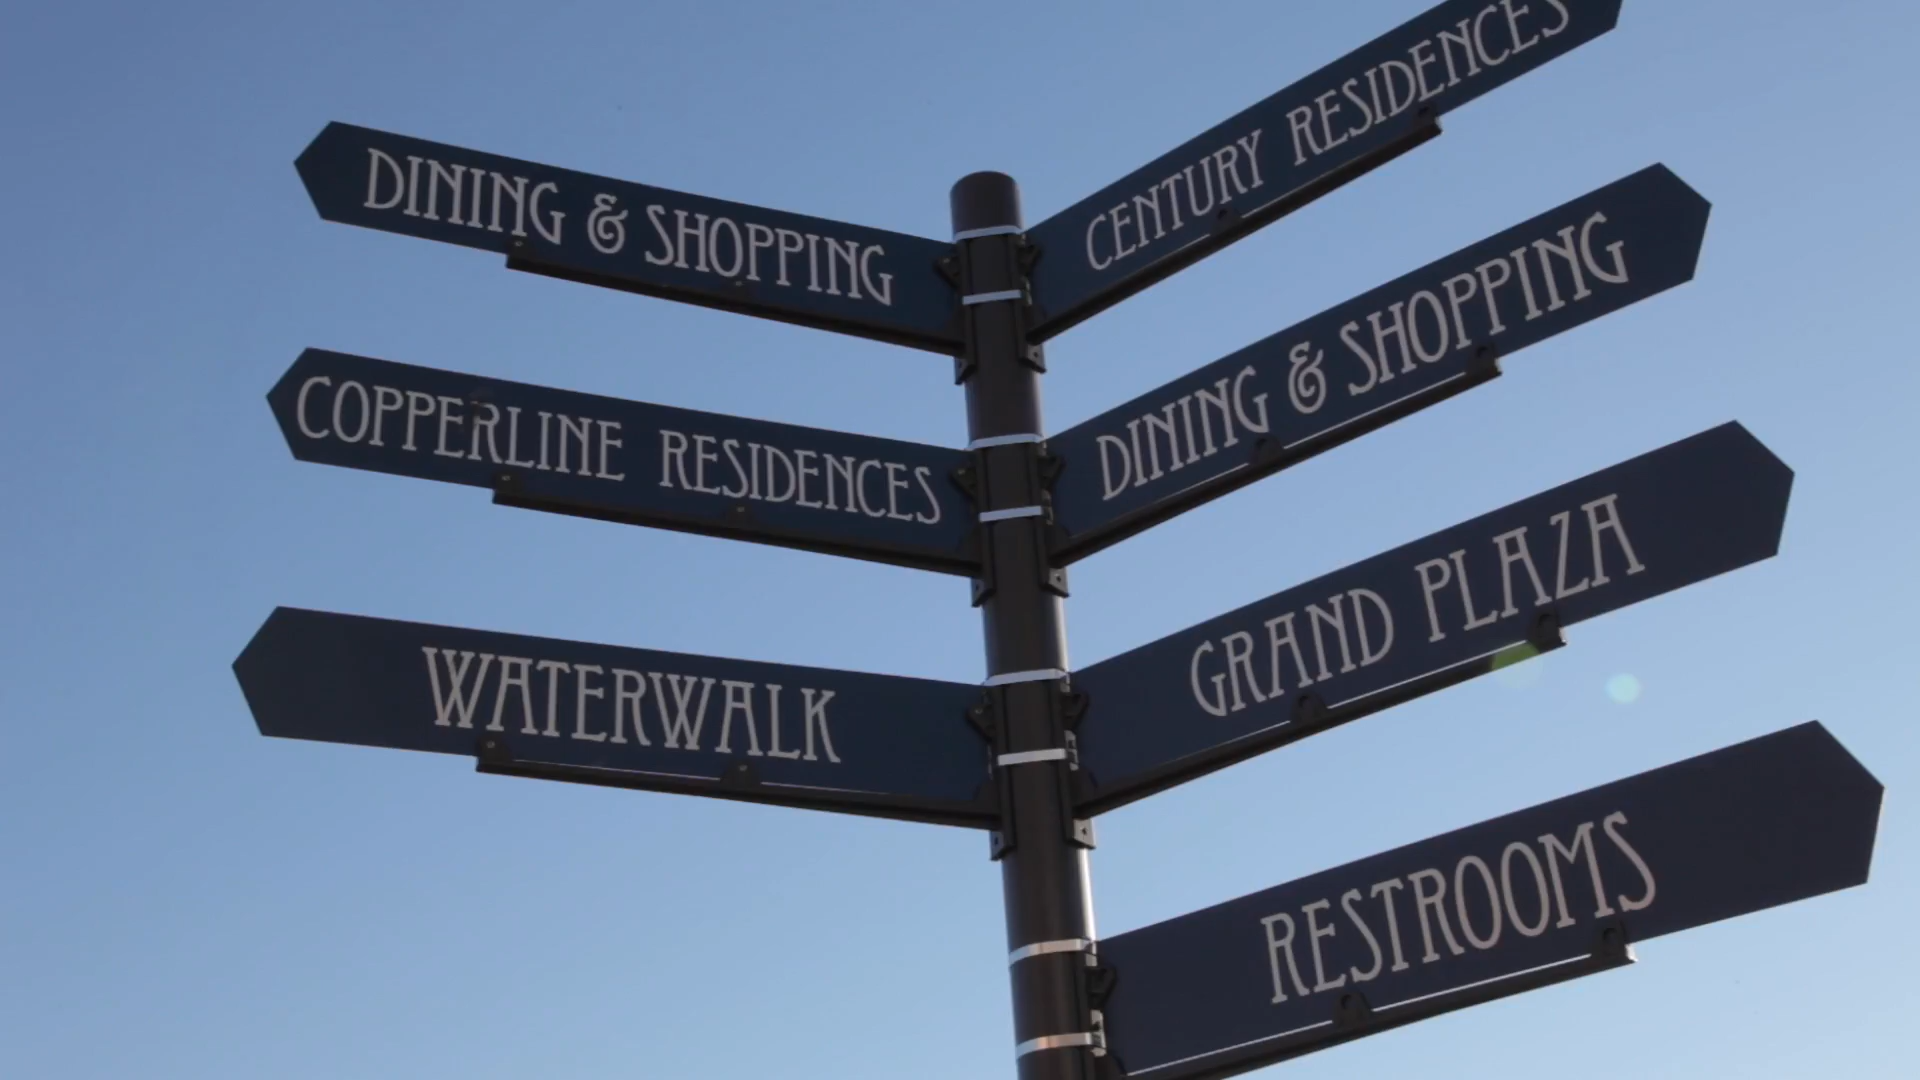 DINING & SHOPPING
COPPERLINE RESIDENCES
WATERWALK
CENTURY RESIDENCES
DINING & SHOPPING
GRAND PLAZA
RESTROOMS